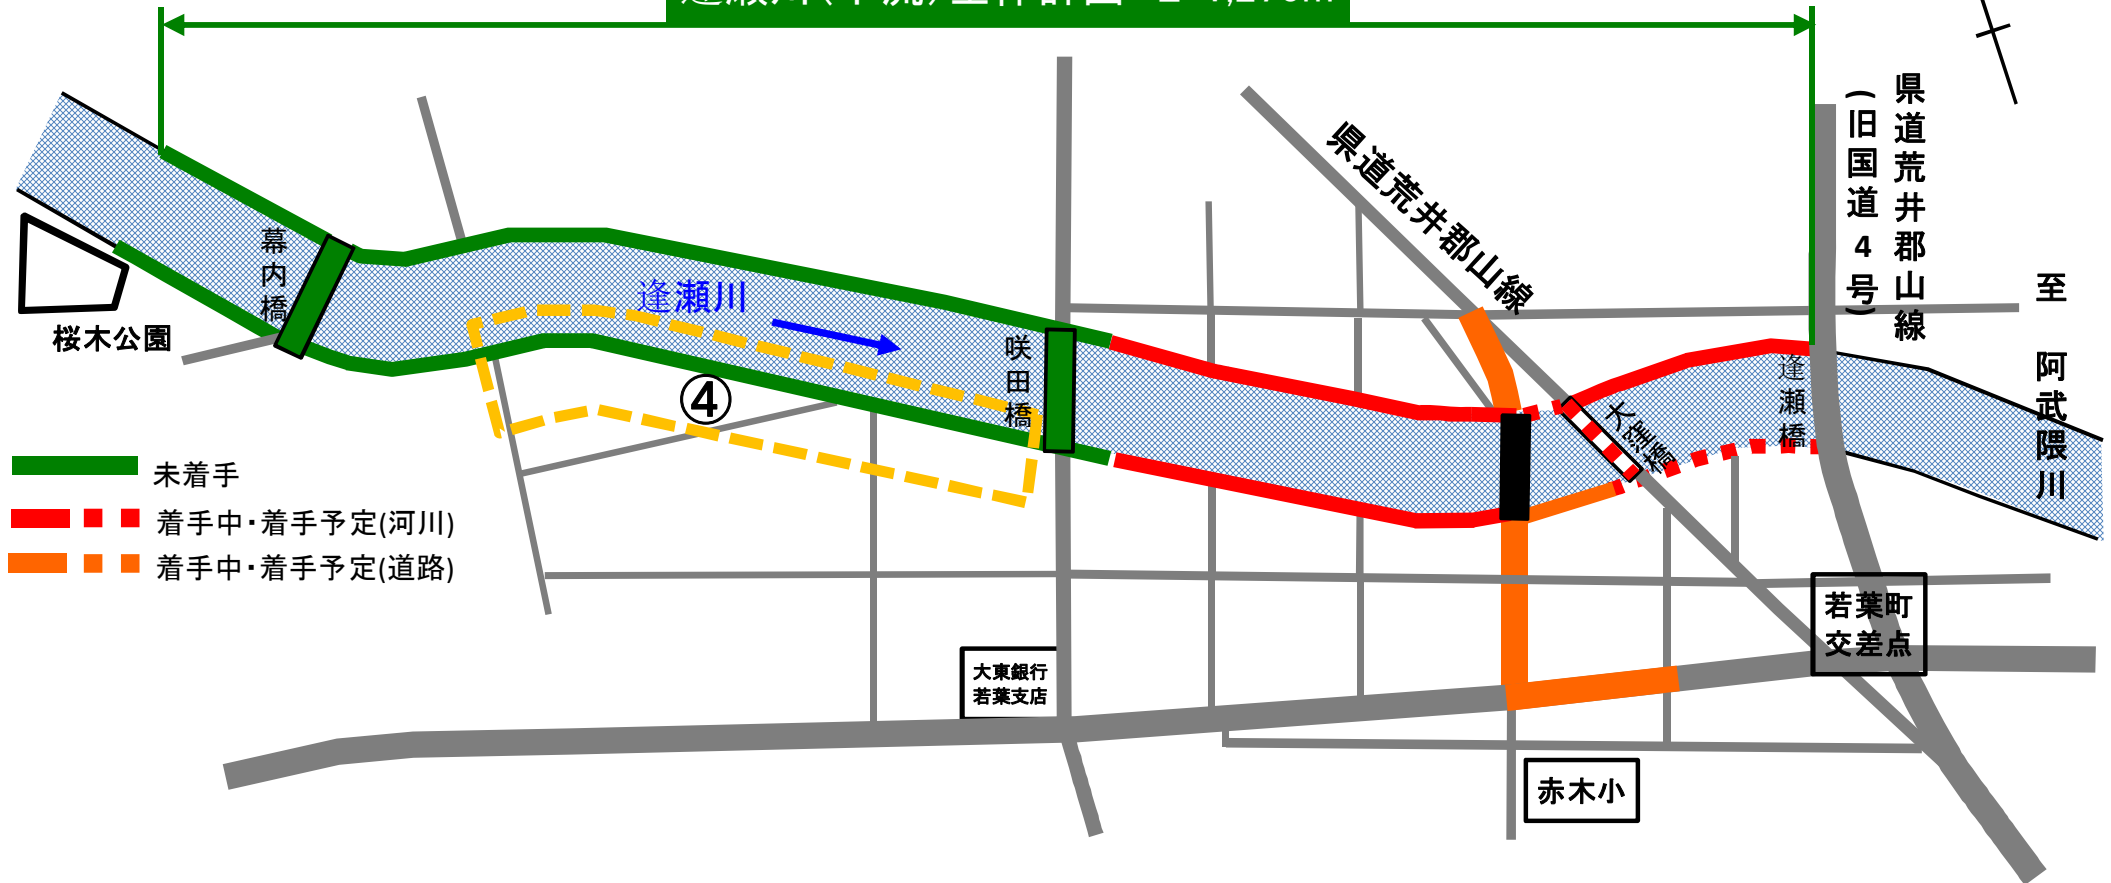 県道荒井郡山線
(旧国道4号)
県道荒井郡山線
至 阿武隈川
幕内橋
逢瀬川
桜木公園
咲田橋
④
大窪橋
逢瀬橋
未着手
着手中・着手予定(河川)
着手中・着手予定(道路)
若葉町
交差点
大東銀行
若葉支店
赤木小